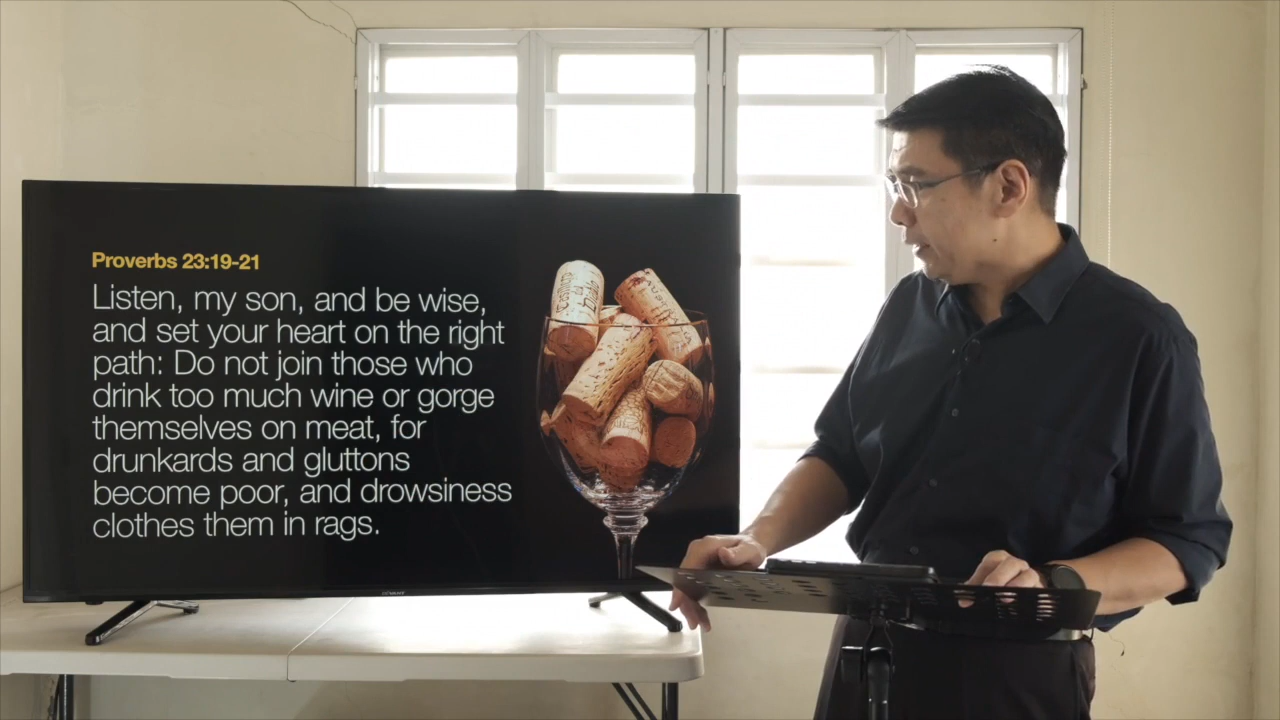 Proverbs 23:19-21
Listen, my son, and be wise,
and set your heart on the right
path: Do not join those who
drink too much wine or gorge
themselves on meat, for
drunkards and gluttons
become poor, and drowsiness
clothes them in rags.